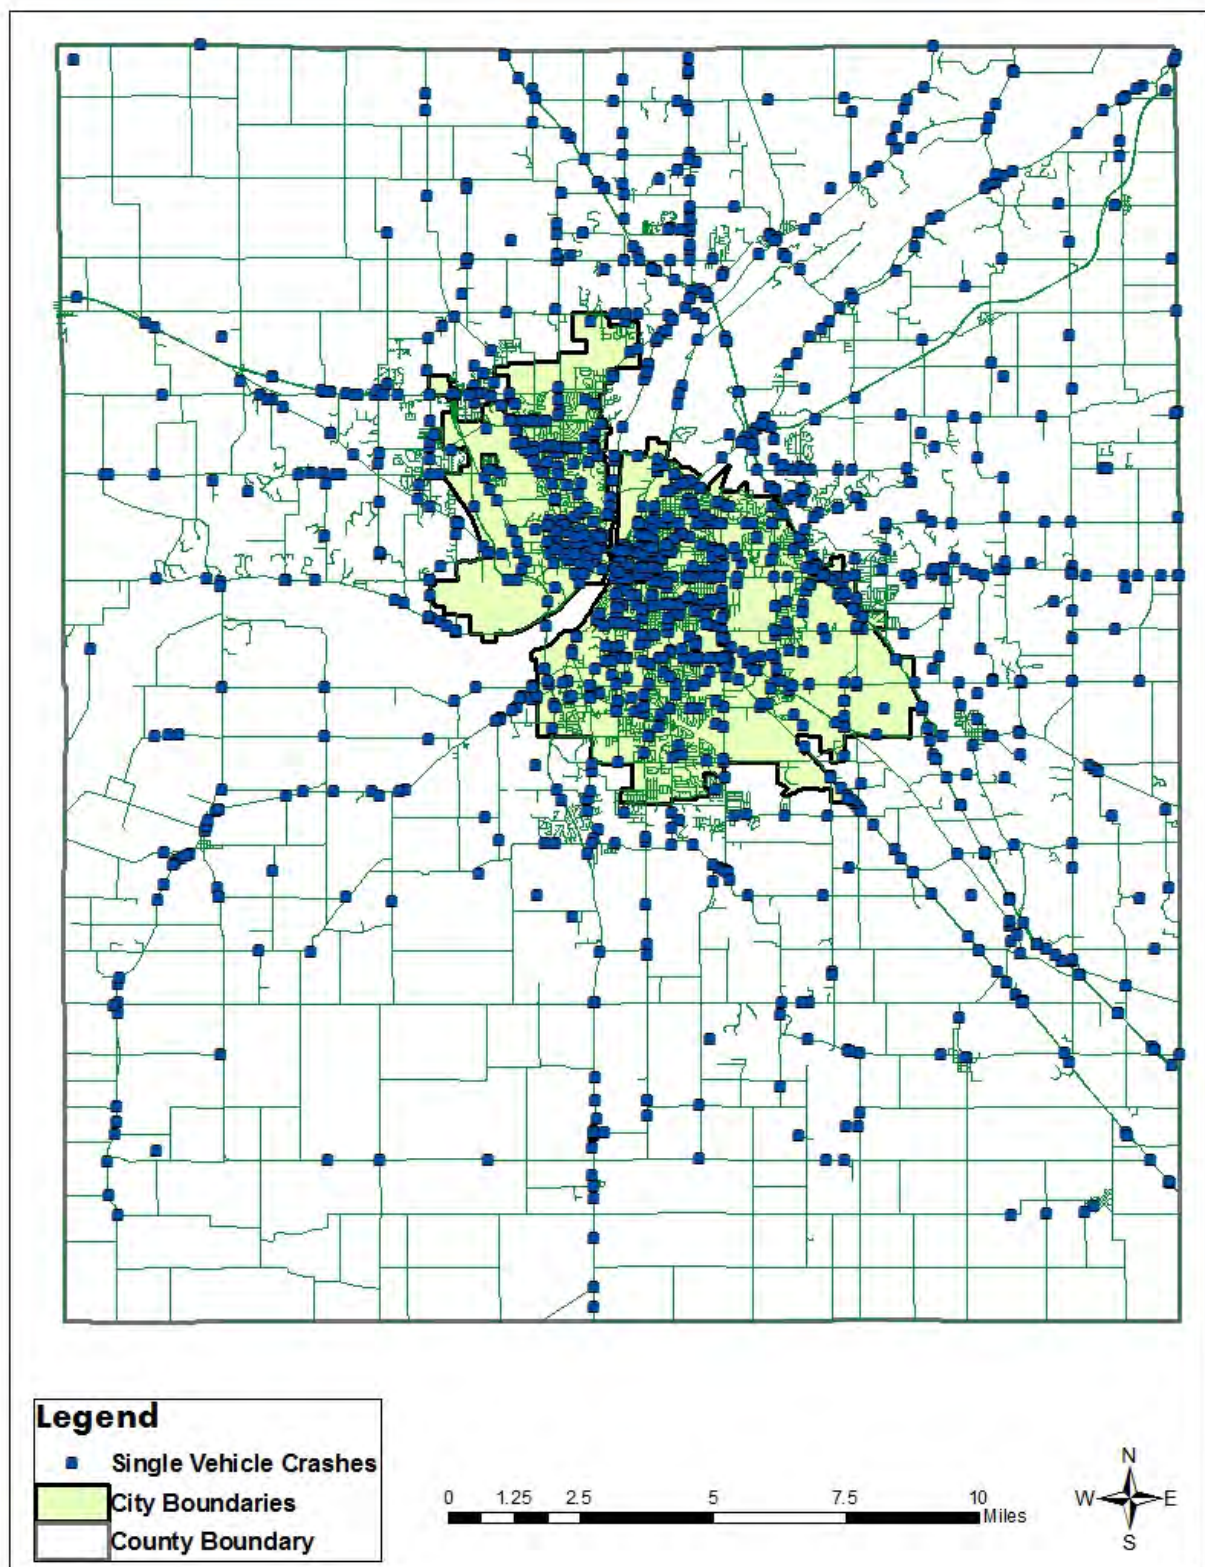 Legend
Single Vehicle Crashes
City Boundaries
County Boundary
0 1.25 2.5 5 7.5 10
Miles
N
W E
S